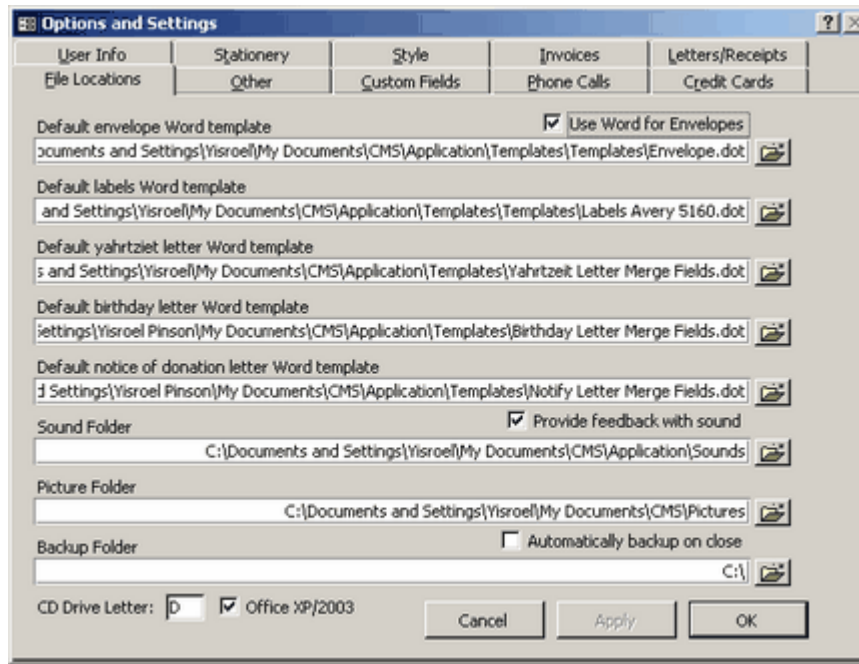 Options and Settings
User Info Stationery Style Invoices Letters/Receipts
File Locations Other Custom Fields Phone Calls Credit Cards
Default envelope Word template Use Word for Envelopes
ocuments and Settings\Yisroel\My Documents\CMS\Application\Templates\Templates\Envelope.dot
Default labels Word template
and Settings\Yisroel\My Documents\CMS\Application\Templates\Templates\Labels Avery 5160.dot
Default yahrtziet letter Word template
s and Settings\Yisroel\My Documents\CMS\Application\Templates\Yahrtzeit Letter Merge Fields.dot
Default birthday letter Word template
Settings\Yisroel Pinson\My Documents\CMS\Application\Templates\Birthday Letter Merge Fields.dot
Default notice of donation letter Word template
d Settings\Yisroel Pinson\My Documents\CMS\Application\Templates\Notify Letter Merge Fields.dot
Sound Folder Provide feedback with sound
C:\Documents and Settings\Yisroel\My Documents\CMS\Application\Sounds
Picture Folder
C:\Documents and Settings\Yisroel\My Documents\CMS\Pictures
Backup Folder Automatically backup on close
C:\
CD Drive Letter: D Office XP/2003
Cancel Apply OK